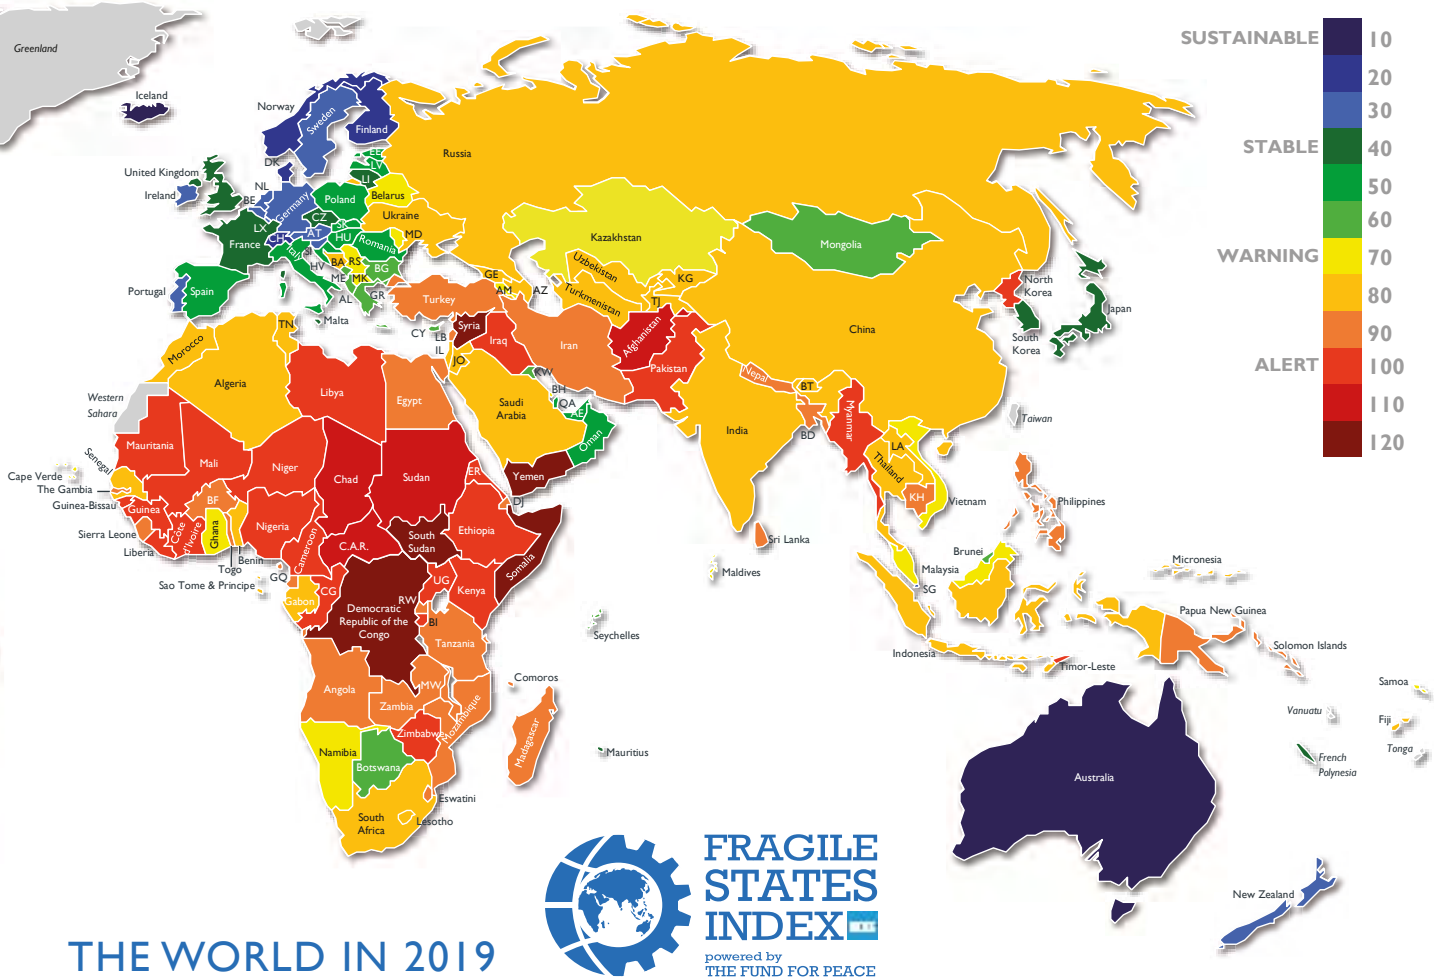 Greenland
Iceland
Norway
Sweden
Finland
Russia
SUSTAINABLE
10
20
30
STABLE
40
50
60
WARNING
70
80
90
ALERT
100
110
120
DK
EE
LV
LI
United Kingdom
Ireland
NL
BE
Germany
Poland
Belarus
LX
CZ
Ukraine
SK
France
CH
AT
HU
Romania
MD
Italy
HV
BA
RS
ME
MK
BG
AL
GR
Portugal
Spain
Malta
CY
Turkey
GE
AM
AZ
Kazakhstan
Uzbekistan
Turkmenistan
KG
TJ
Mongolia
China
North
Korea
South
Korea
Japan
TN
Morocco
Algeria
Libya
Egypt
Western
Sahara
LB
IL
JO
Syria
Iraq
Iran
Afghanistan
Pakistan
KW
BH
QA
AE
Saudi
Arabia
Oman
Yemen
Nepal
BT
India
BD
Myanmar
LA
Thailand
KH
Vietnam
Taiwan
Philippines
Sri Lanka
Maldives
Mauritania
Mali
Niger
Chad
Sudan
ER
DJ
Senegal
Cape Verde
The Gambia
Guinea-Bissau
Guinea
Sierra Leone
Liberia
Côte
d'Ivoire
BF
Ghana
Togo
Benin
Nigeria
Cameroon
C.A.R.
South
Sudan
Ethiopia
Somalia
Sao Tome & Principe
GQ
Gabon
CG
Democratic
Republic of the
Congo
UG
RW
BI
Kenya
Tanzania
Seychelles
Angola
Zambia
MW
Mozambique
Comoros
Madagascar
Mauritius
Zimbabwe
Namibia
Botswana
Eswatini
South
Africa
Lesotho
Brunei
Malaysia
SG
Indonesia
Timor-Leste
Micronesia
Papua New Guinea
Solomon Islands
Samoa
Vanuatu
Fiji
Tonga
French
Polynesia
Australia
New Zealand
FRAGILE
STATES
INDEX
powered by
THE FUND FOR PEACE
THE WORLD IN 2019